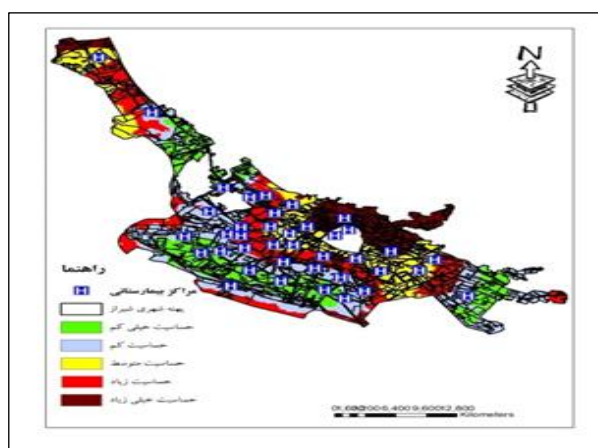 N
راهنما
مراکز بیمارستانی
پهنه شهری شیراز
حساسیت خیلی کم
حساسیت کم
حساسیت متوسط
حساسیت زیاد
حساسیت خیلی زیاد
Kilometers